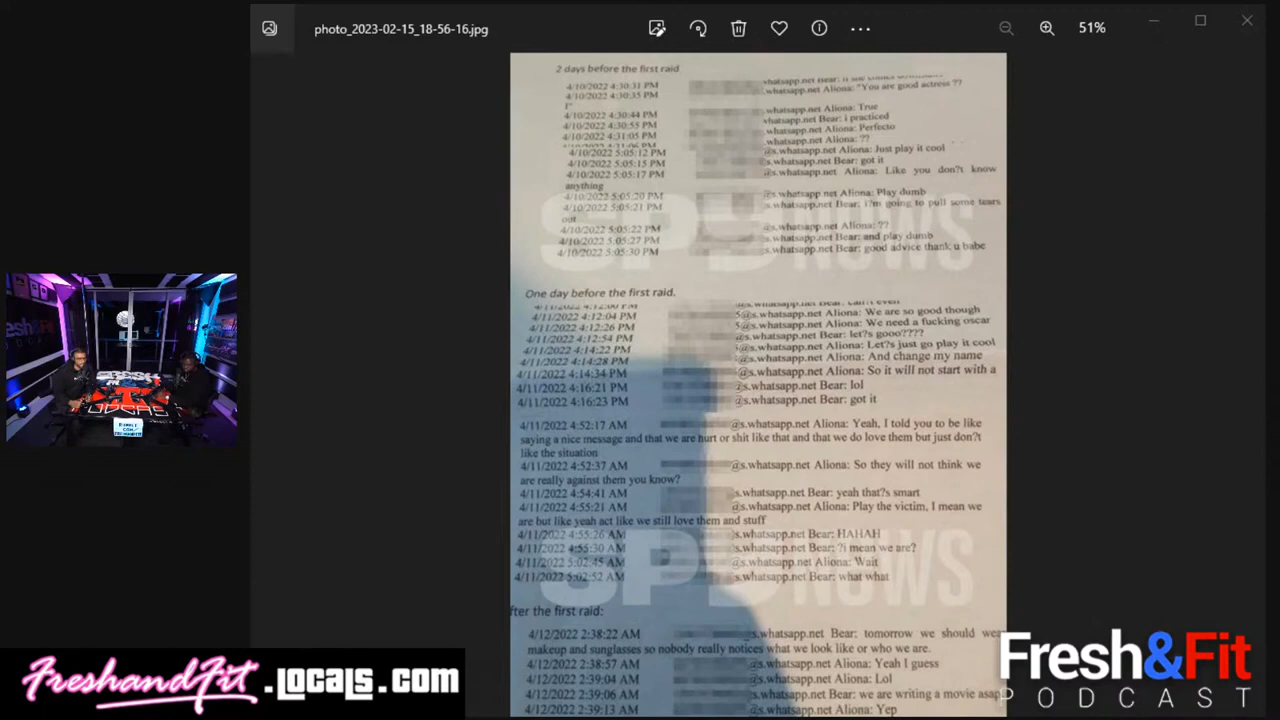 photo_2023-02-15_18-56-16.jpg
51%
2 days before the first raid
4/10/2022 4:30:31 PM
4/10/2022 4:30:35 PM whatsapp.net Aliona: "You are good actress ??
!"
4/10/2022 4:30:44 PM whatsapp.net Aliona: True
4/10/2022 4:30:55 PM whatsapp.net Bear: i practiced
4/10/2022 4:31:05 PM whatsapp.net Aliona: Perfecto
whatsapp.net Aliona: ??
4/10/2022 5:05:12 PM @s.whatsapp.net Aliona: Just play it cool
4/10/2022 5:05:15 PM @s.whatsapp.net Bear: got it
4/10/2022 5:05:17 PM @s.whatsapp.net Aliona: Like you don?t know
anything
4/10/2022 5:05:20 PM @s.whatsapp.net Aliona: Play dumb
4/10/2022 5:05:21 PM @s.whatsapp.net Bear: i?m going to pull some tears
out
4/10/2022 5:05:22 PM @s.whatsapp.net Aliona: ??
4/10/2022 5:05:27 PM @s.whatsapp.net Bear: and play dumb
4/10/2022 5:05:30 PM @s.whatsapp.net Bear: good advice thank u babe
NEWS
One day before the first raid.
4/11/2022 4:12:04 PM 5@s.whatsapp.net Aliona: We are so good though
4/11/2022 4:12:26 PM 5@s.whatsapp.net Aliona: We need a fucking oscar
4/11/2022 4:12:54 PM @s.whatsapp.net Bear: let?s gooo????
4/11/2022 4:14:22 PM @s.whatsapp.net Aliona: Let?s just go play it cool
4/11/2022 4:14:28 PM @s.whatsapp.net Aliona: And change my name
4/11/2022 4:14:34 PM @s.whatsapp.net Aliona: So it will not start with a
4/11/2022 4:16:21 PM @s.whatsapp.net Bear: lol
4/11/2022 4:16:23 PM @s.whatsapp.net Bear: got it
4/11/2022 4:52:17 AM @s.whatsapp.net Aliona: Yeah, I told you to be like
saying a nice message and that we are hurt or shit like that and that we do love them but just don?t
like the situation
4/11/2022 4:52:37 AM @s.whatsapp.net Aliona: So they will not think we
are really against them you know?
4/11/2022 4:54:41 AM s.whatsapp.net Bear: yeah that?s smart
4/11/2022 4:55:21 AM @s.whatsapp.net Aliona: Play the victim, I mean we
are but like yeah act like we still love them and stuff
4/11/2022 4:55:26 AM @s.whatsapp.net Bear: HAHAH
4/11/2022 4:55:30 AM @s.whatsapp.net Bear: ?i mean we are?
4/11/2022 5:02:45 AM @s.whatsapp.net Aliona: Wait
4/11/2022 5:02:52 AM @s.whatsapp.net Bear: what what
NEWS
fter the first raid:
4/12/2022 2:38:22 AM s.whatsapp.net Bear: tomorrow we should wea
makeup and sunglasses so nobody really notices what we look like or who we are.
4/12/2022 2:38:57 AM @s.whatsapp.net Aliona: Yeah I guess
4/12/2022 2:39:04 AM @s.whatsapp.net Aliona: Lol
4/12/2022 2:39:06 AM @s.whatsapp.net Bear: we are writing a movie asap
4/12/2022 2:39:13 AM @s.whatsapp.net Aliona: Yep
FreshandFit.Locals.com
Fresh&Fit
PODCAST